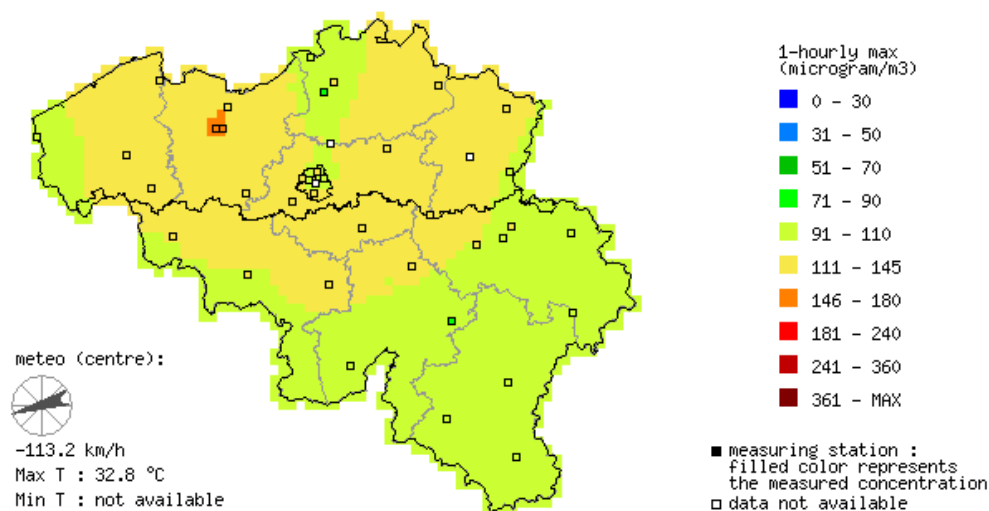 1-hourly max
(microgram/m3)
0 - 30
31 - 50
51 - 70
71 - 90
91 - 110
111 - 145
146 - 180
181 - 240
241 - 360
361 - MAX
meteo (centre):
-113.2 km/h
Max T : 32.8 °C
Min T : not available
measuring station :
filled color represents
the measured concentration
data not available